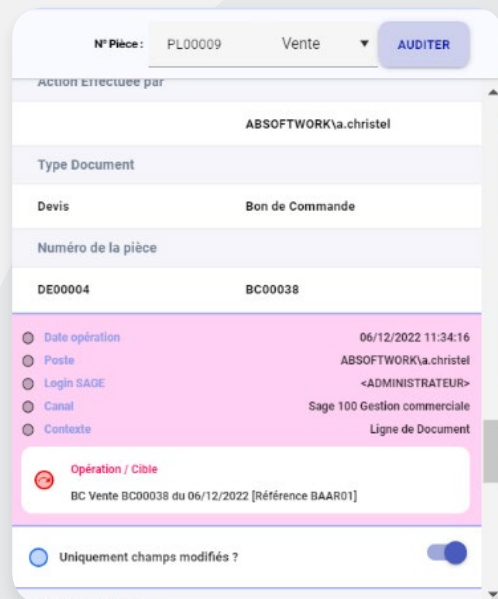 N° Pièce : PL00009 Vente AUDITER
Action Effectuée par
ABSOFTWORK\a.christel
Type Document
Devis Bon de Commande
Numéro de la pièce
DE00004 BC00038
Date opération 06/12/2022 11:34:16
Poste ABSOFTWORK\a.christel
Login SAGE <ADMINISTRATEUR>
Canal Sage 100 Gestion commerciale
Contexte Ligne de Document
Opération / Cible
BC Vente BC00038 du 06/12/2022 [Référence BAAR01]
Uniquement champs modifiés ?